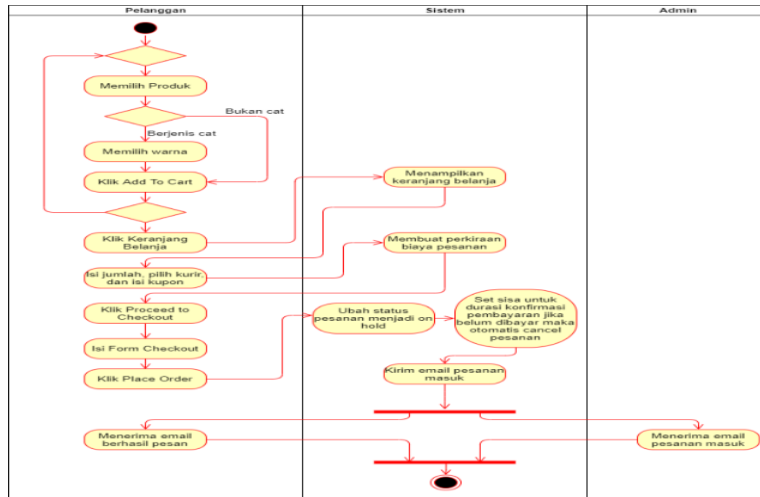 Pelanggan
Sistem
Admin
Memilih Produk
Bukan cat
Berjenis cat
Memilih warna
Klik Add To Cart
Menampilkan
keranjang belanja
Klik Keranjang
Belanja
Membuat perkiraan
biaya pesanan
Isi jumlah, pilih kurir,
dan isi kupon
Klik Proceed to
Checkout
Ubah status
pesanan menjadi on
hold
Set sisa untuk
durasi konfirmasi
pembayaran jika
belum dibayar maka
otomatis cancel
pesanan
Isi Form Checkout
Klik Place Order
Kirim email pesanan
masuk
Menerima email
berhasil pesan
Menerima email
pesanan masuk